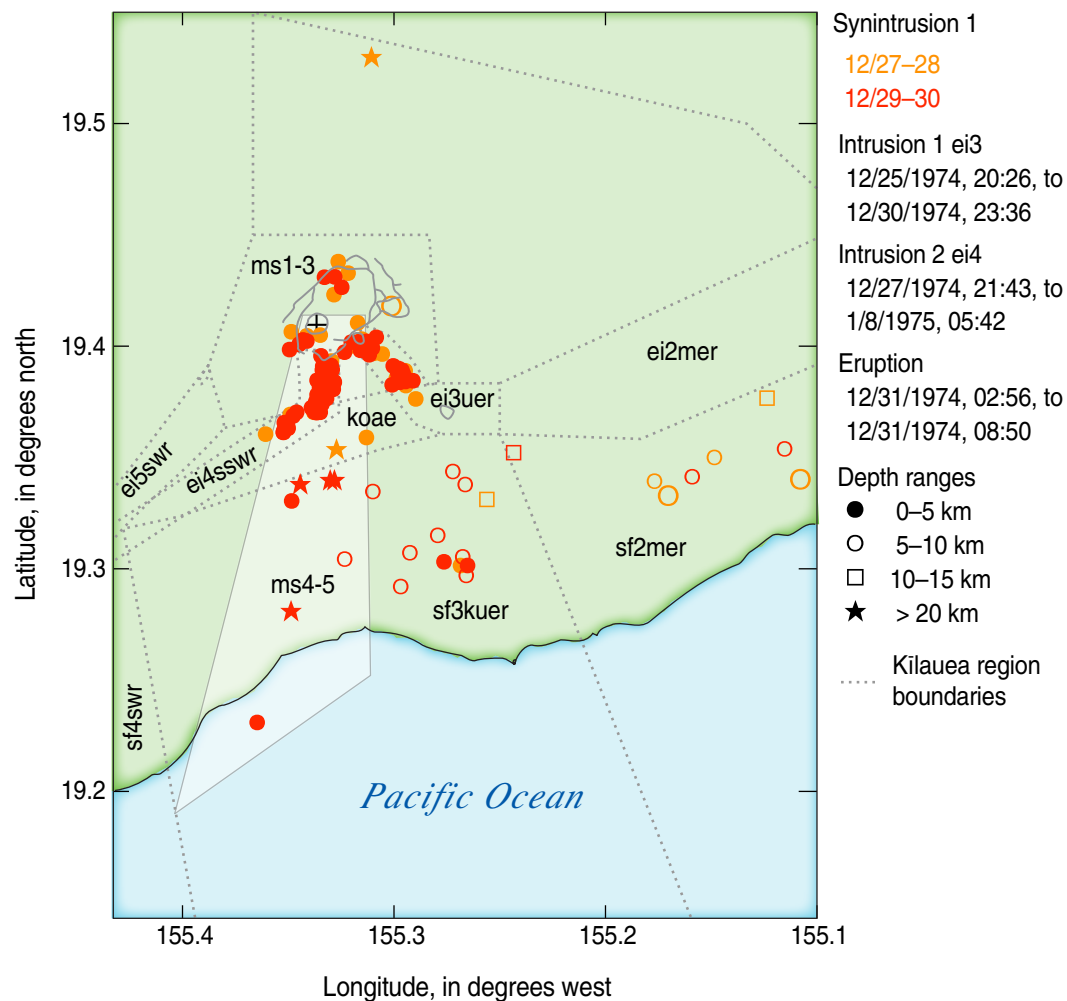 Synintrusion 1
12/27–28
12/29–30
Intrusion 1 ei3
12/25/1974, 20:26, to
12/30/1974, 23:36
Intrusion 2 ei4
12/27/1974, 21:43, to
1/8/1975, 05:42
Eruption
12/31/1974, 02:56, to
12/31/1974, 08:50
Depth ranges
0–5 km
5–10 km
10–15 km
> 20 km
Kīlauea region
boundaries
Latitude, in degrees north
19.5
19.4
19.3
19.2
ms1-3
ei2mer
ei3uer
koae
ei5swr
ei4sswr
sf2mer
ms4-5
sf3kuer
sf4swr
Pacific Ocean
155.4
155.3
155.2
155.1
Longitude, in degrees west